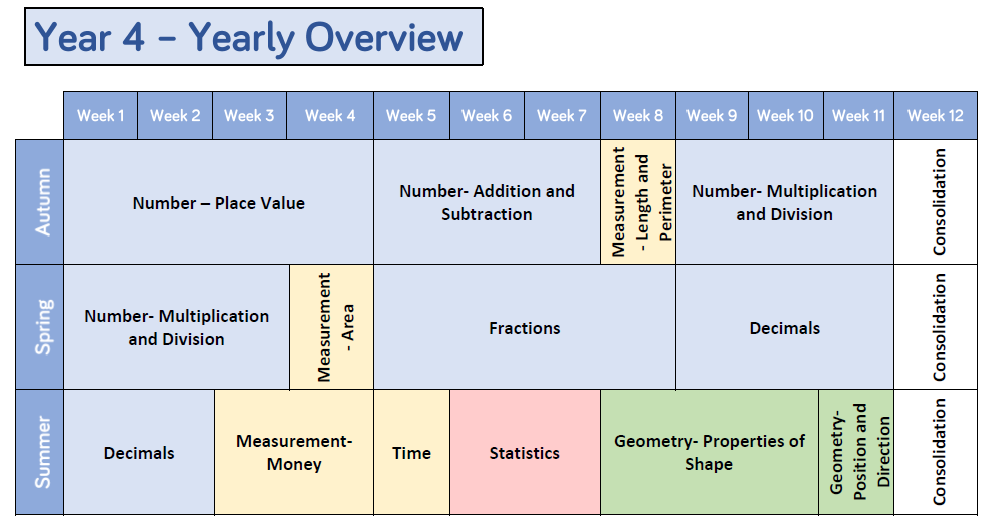 Year 4 – Yearly Overview
Week 1 Week 2 Week 3 Week 4 Week 5 Week 6 Week 7 Week 8 Week 9 Week 10 Week 11 Week 12
Autumn
Number – Place Value
Number- Addition and
Subtraction
Measurement
- Length and
Perimeter
Number- Multiplication
and Division
Consolidation
Spring
Number- Multiplication
and Division
Measurement
- Area
Fractions
Decimals
Consolidation
Summer
Decimals
Measurement-
Money
Time
Statistics
Geometry- Properties of
Shape
Geometry-
Position and
Direction
Consolidation